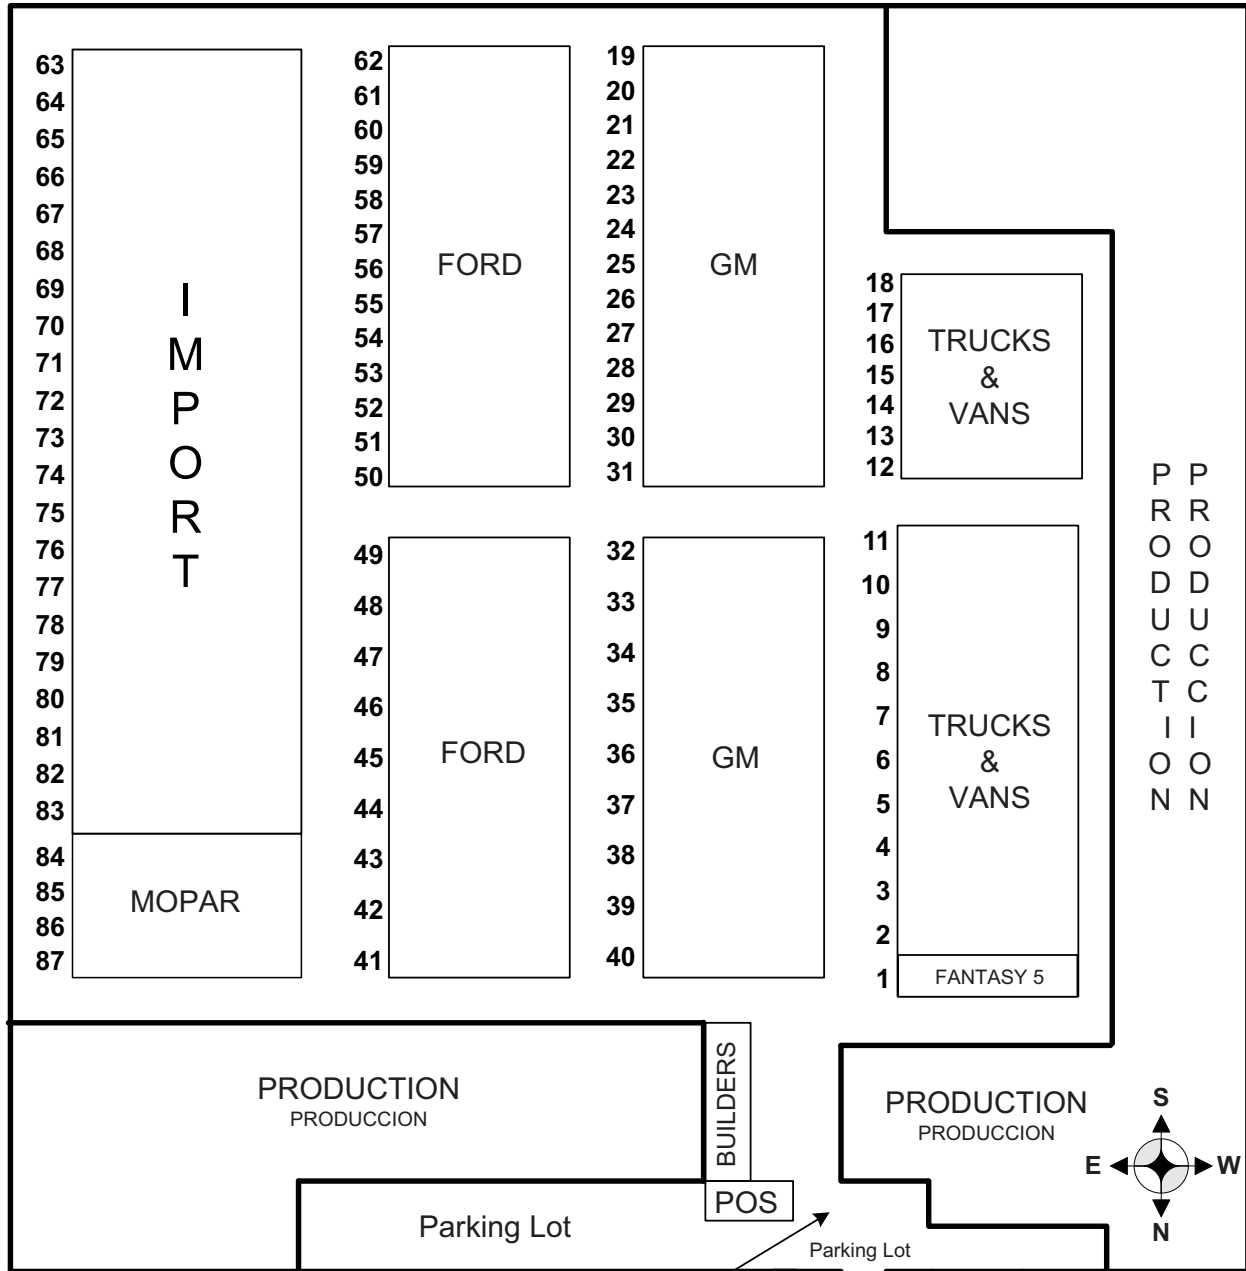 63
64
65
66
67
68
69
70
71
72
73
74
75
76
77
78
79
80
81
82
83
84
85
86
87
I
M
P
O
R
T
MOPAR
62
61
60
59
58
57
56
55
54
53
52
51
50
FORD
49
48
47
46
45
44
43
42
41
FORD
19
20
21
22
23
24
25
26
27
28
29
30
31
GM
32
33
34
35
36
37
38
39
40
GM
18
17
16
15
14
13
12
TRUCKS
&
VANS
11
10
9
8
7
6
5
4
3
2
1
TRUCKS
&
VANS
FANTASY 5
PRODUCTION
PRODUCCION
PRODUCTION
PRODUCCION
BUILDERS
POS
Parking Lot
Parking Lot
PRODUCTION
PRODUCCION
S
E
W
N